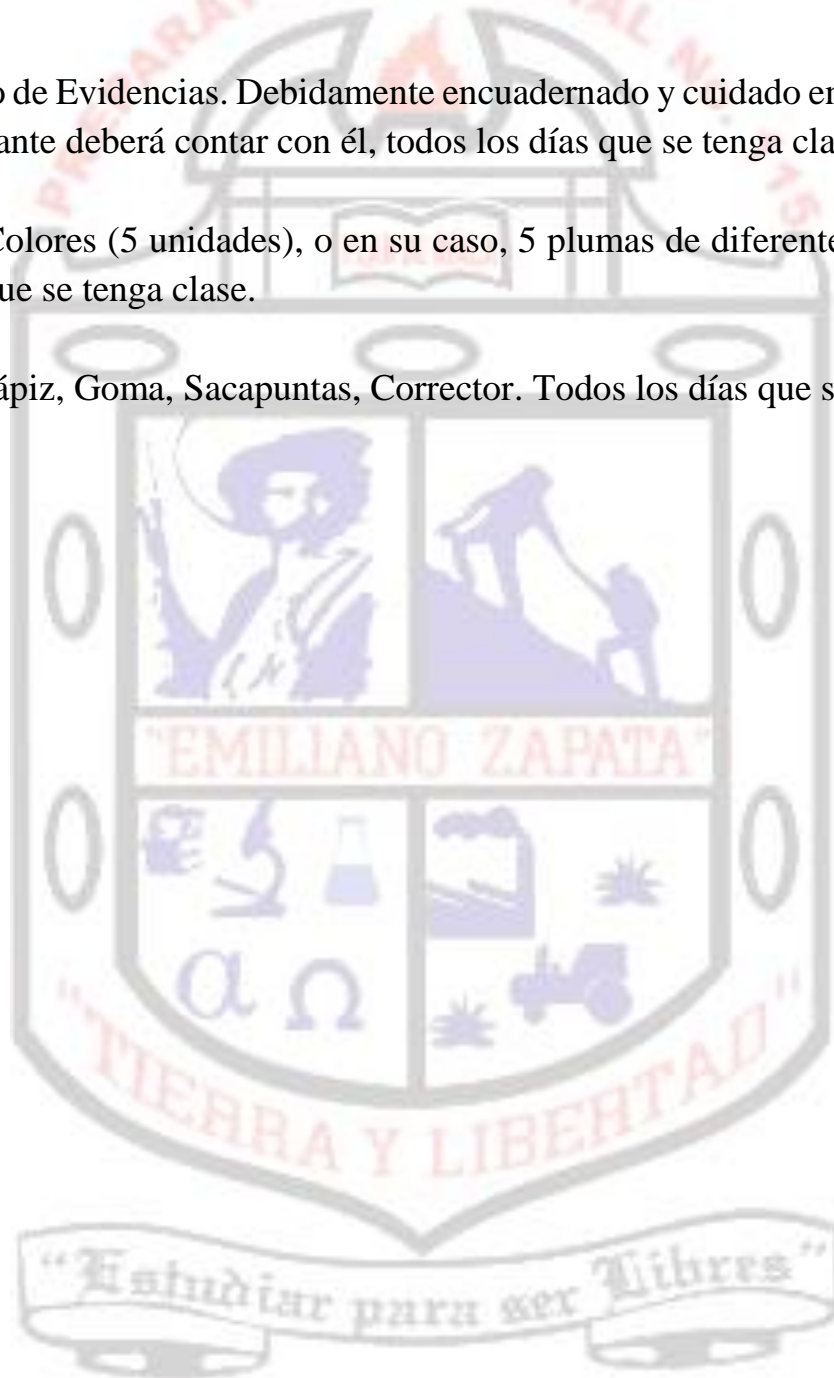 o de Evidencias. Debidamente encuadernado y cuidado en
ante deberá contar con él, todos los días que se tenga cla
Colores (5 unidades), o en su caso, 5 plumas de diferente
que se tenga clase.
ápiz, Goma, Sacapuntas, Corrector. Todos los días que s
"EMILIANO ZAPATA"
α Ω
"TIERRA Y LIBERTAD"
"Estudiar para ser Libres"